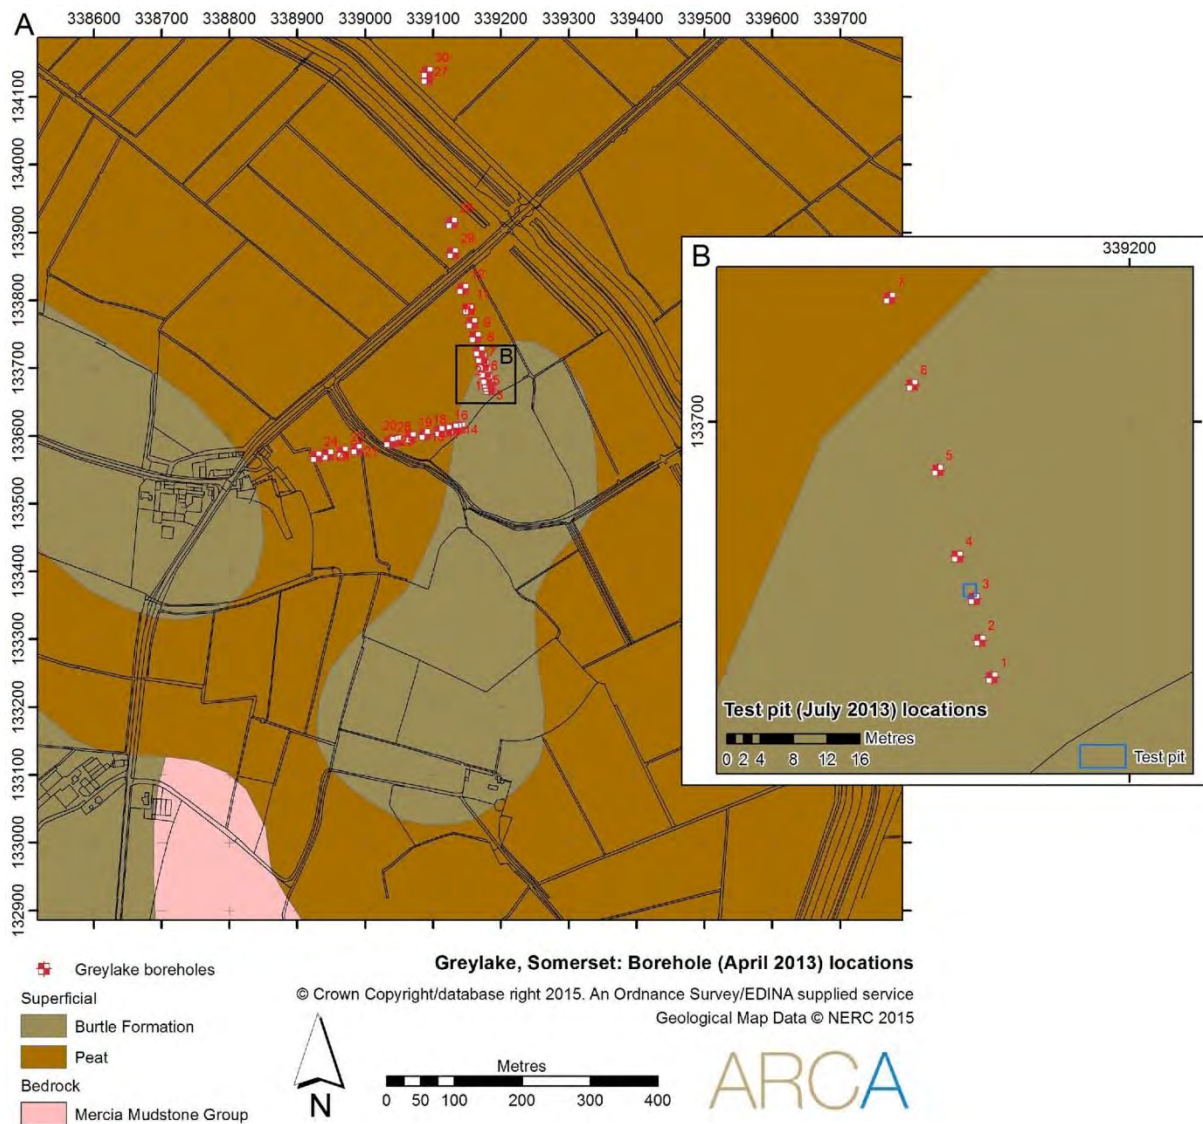 A
338600 338700 338800 338900 339000 339100 339200 339300 339400 339500 339600 339700
134100
134000
133900
133800
133700
133600
133500
133400
133300
133200
133100
133000
132900
30
27
29
11
9
8
7
B
5
3
24
20
19
18
16
14
B
339200
133700
7
6
5
4
3
2
1
Test pit (July 2013) locations
Metres
0 2 4 8 12 16
Test pit
Greylake boreholes
Superficial
Burtle Formation
Peat
Bedrock
Mercia Mudstone Group
Greylake, Somerset: Borehole (April 2013) locations
© Crown Copyright/database right 2015. An Ordnance Survey/EDINA supplied service
Geological Map Data © NERC 2015
N
Metres
0 50 100 200 300 400
ARCA